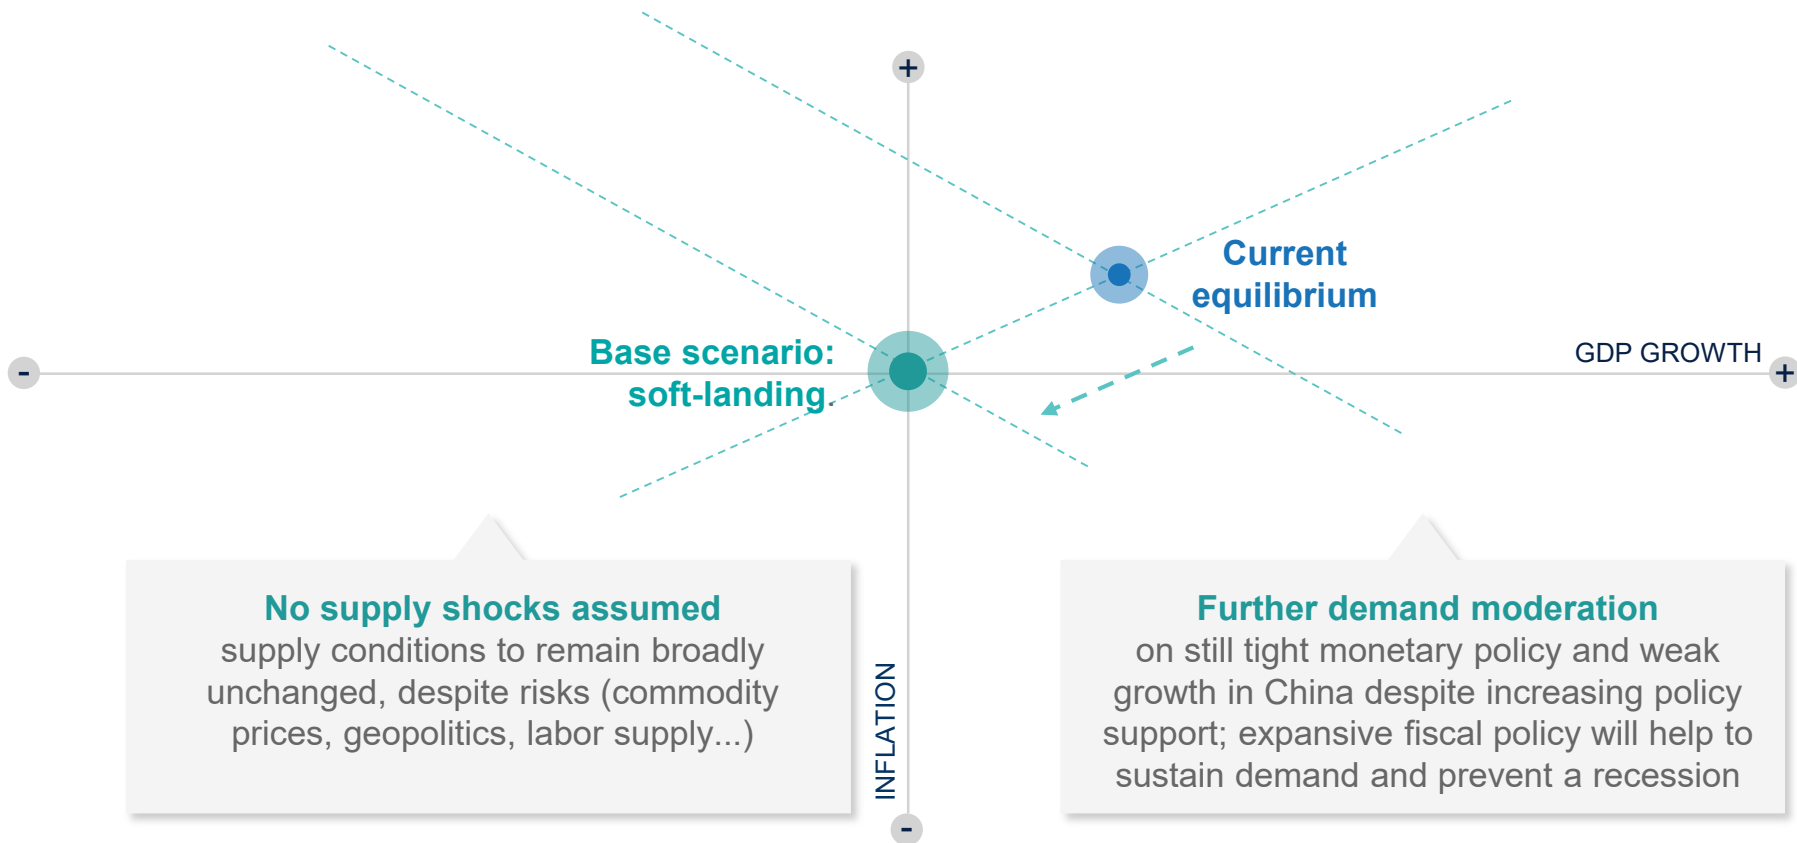 +
Current
equilibrium
Base scenario:
soft-landing.
GDP GROWTH
-
+
No supply shocks assumed
supply conditions to remain broadly
unchanged, despite risks (commodity
prices, geopolitics, labor supply...)
INFLATION
Further demand moderation
on still tight monetary policy and weak
growth in China despite increasing policy
support; expansive fiscal policy will help to
sustain demand and prevent a recession
-